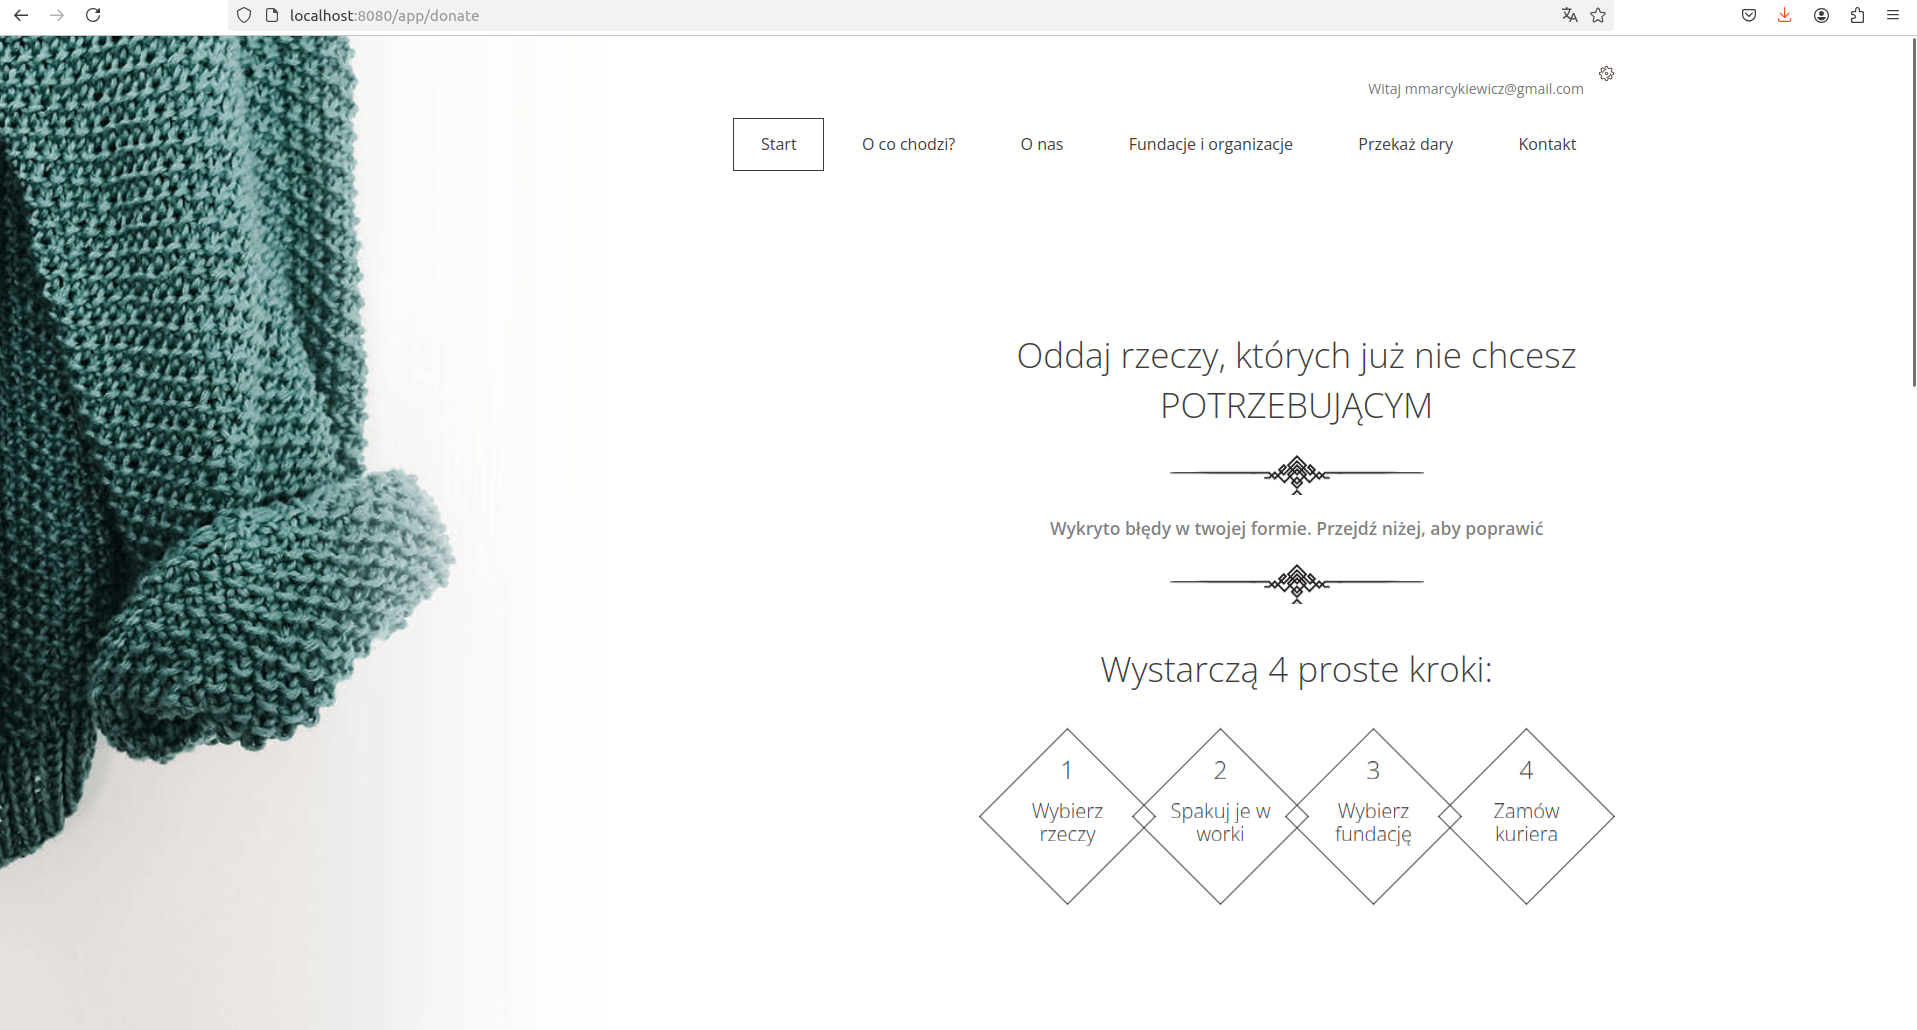 localhost:8080/app/donate
Witaj mmarcykiewicz@gmail.com
Start O co chodzi? O nas Fundacje i organizacje Przekaż dary Kontakt
Oddaj rzeczy, których już nie chcesz
POTRZEBUJĄCYM
Wykryto błędy w twojej formie. Przejdź niżej, aby poprawić
Wystarczą 4 proste kroki:
1
Wybierz
rzeczy
2
Spakuj je w
worki
3
Wybierz
fundację
4
Zamów
kuriera